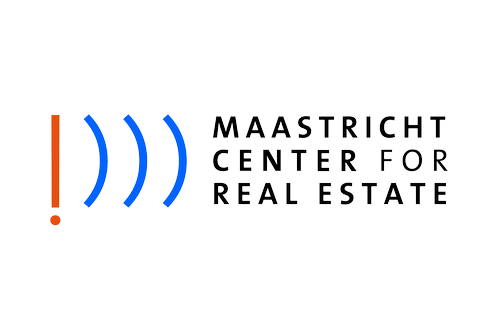 MAASTRICHT
CENTER FOR
REAL ESTATE